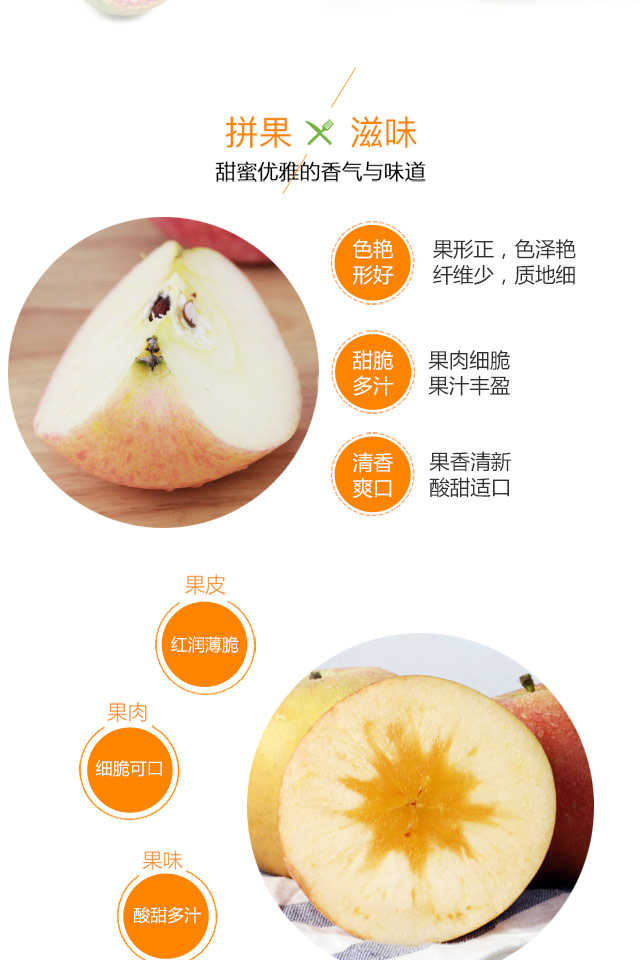 拼果 滋味
甜蜜优雅的香气与味道
色艳
形好
果形正，色泽艳
纤维少，质地细
甜脆
多汁
果肉细脆
果汁丰盈
清香
爽口
果香清新
酸甜适口
果皮
红润薄脆
果肉
细脆可口
果味
酸甜多汁